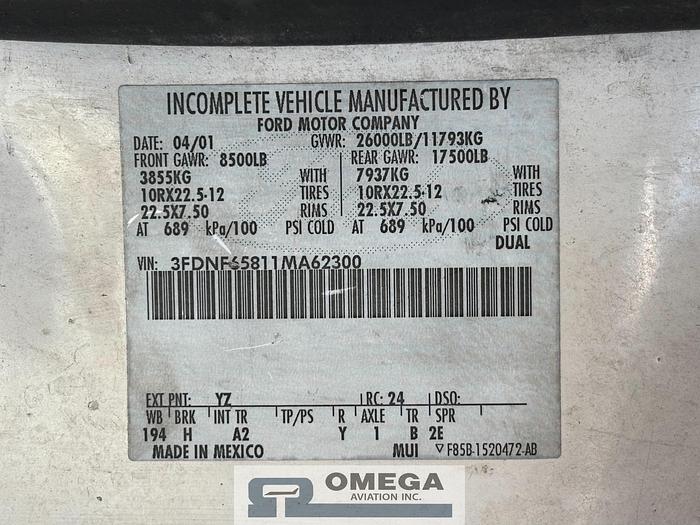 INCOMPLETE VEHICLE MANUFACTURED BY
FORD MOTOR COMPANY
DATE: 04/01 GVWR: 26000LB/11793KG
FRONT GAWR: 8500LB REAR GAWR: 17500LB
3855KG WITH 7937KG WITH
10RX22.5-12 TIRES 10RX22.5-12 TIRES
22.5X7.50 RIMS 22.5X7.50 RIMS
AT 689 kPa/100 PSI COLD AT 689 kPa/100 PSI COLD
DUAL
VIN: 3FDNF65811MA62300
EXT PNT: YZ RC: 24 DSO:
WB BRK INT TR TP/PS R AXLE TR SPR
194 H A2 Y 1 B 2E
MADE IN MEXICO MUI F85B-1520472-AB
OMEGA
AVIATION INC.